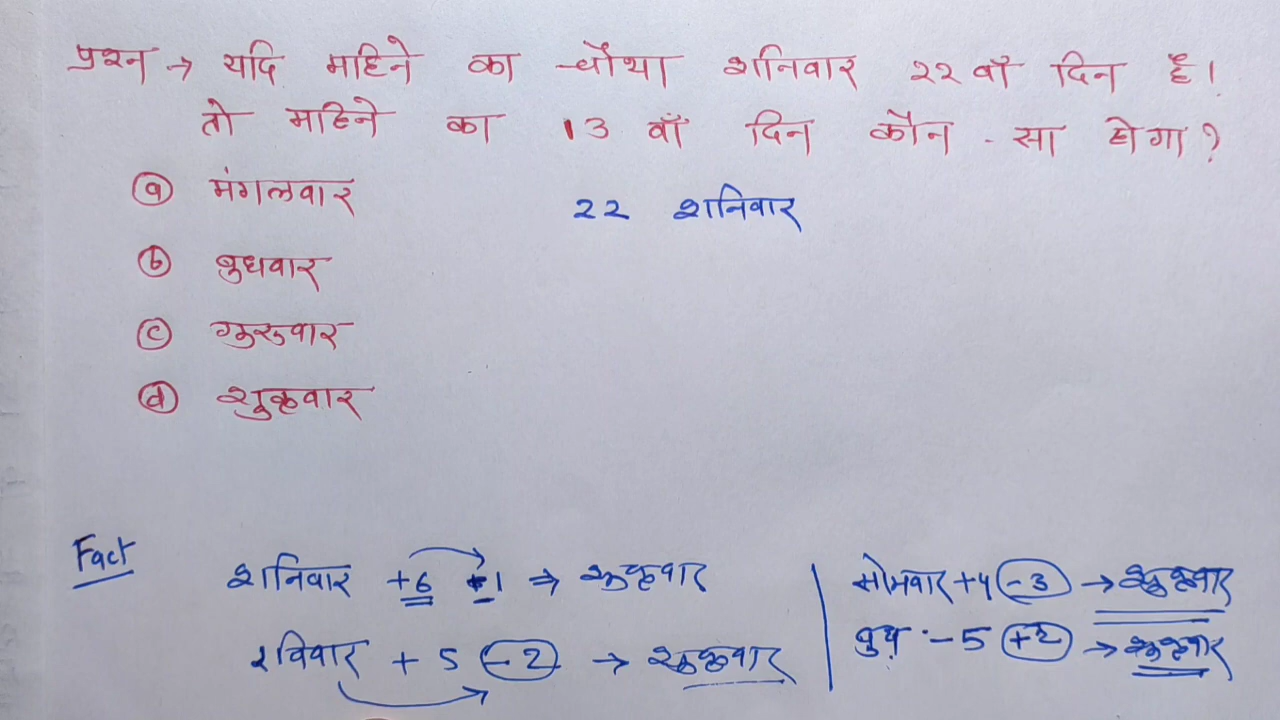 प्रश्न → यदि महिने का चौथा शनिवार 22 वाँ दिन है।
तो महिने का 13 वाँ दिन कौन - सा होगा?
ⓐ मंगलवार
22 शनिवार
ⓑ बुधवार
ⓒ गुरुवार
ⓓ शुक्रवार
Fact
शनिवार +6 -1 ⇒ शुक्रवार
रविवार + 5 -2 → शुक्रवार
सोमवार +4 -3 → शुक्रवार
बुध -5 +2 → शुक्रवार